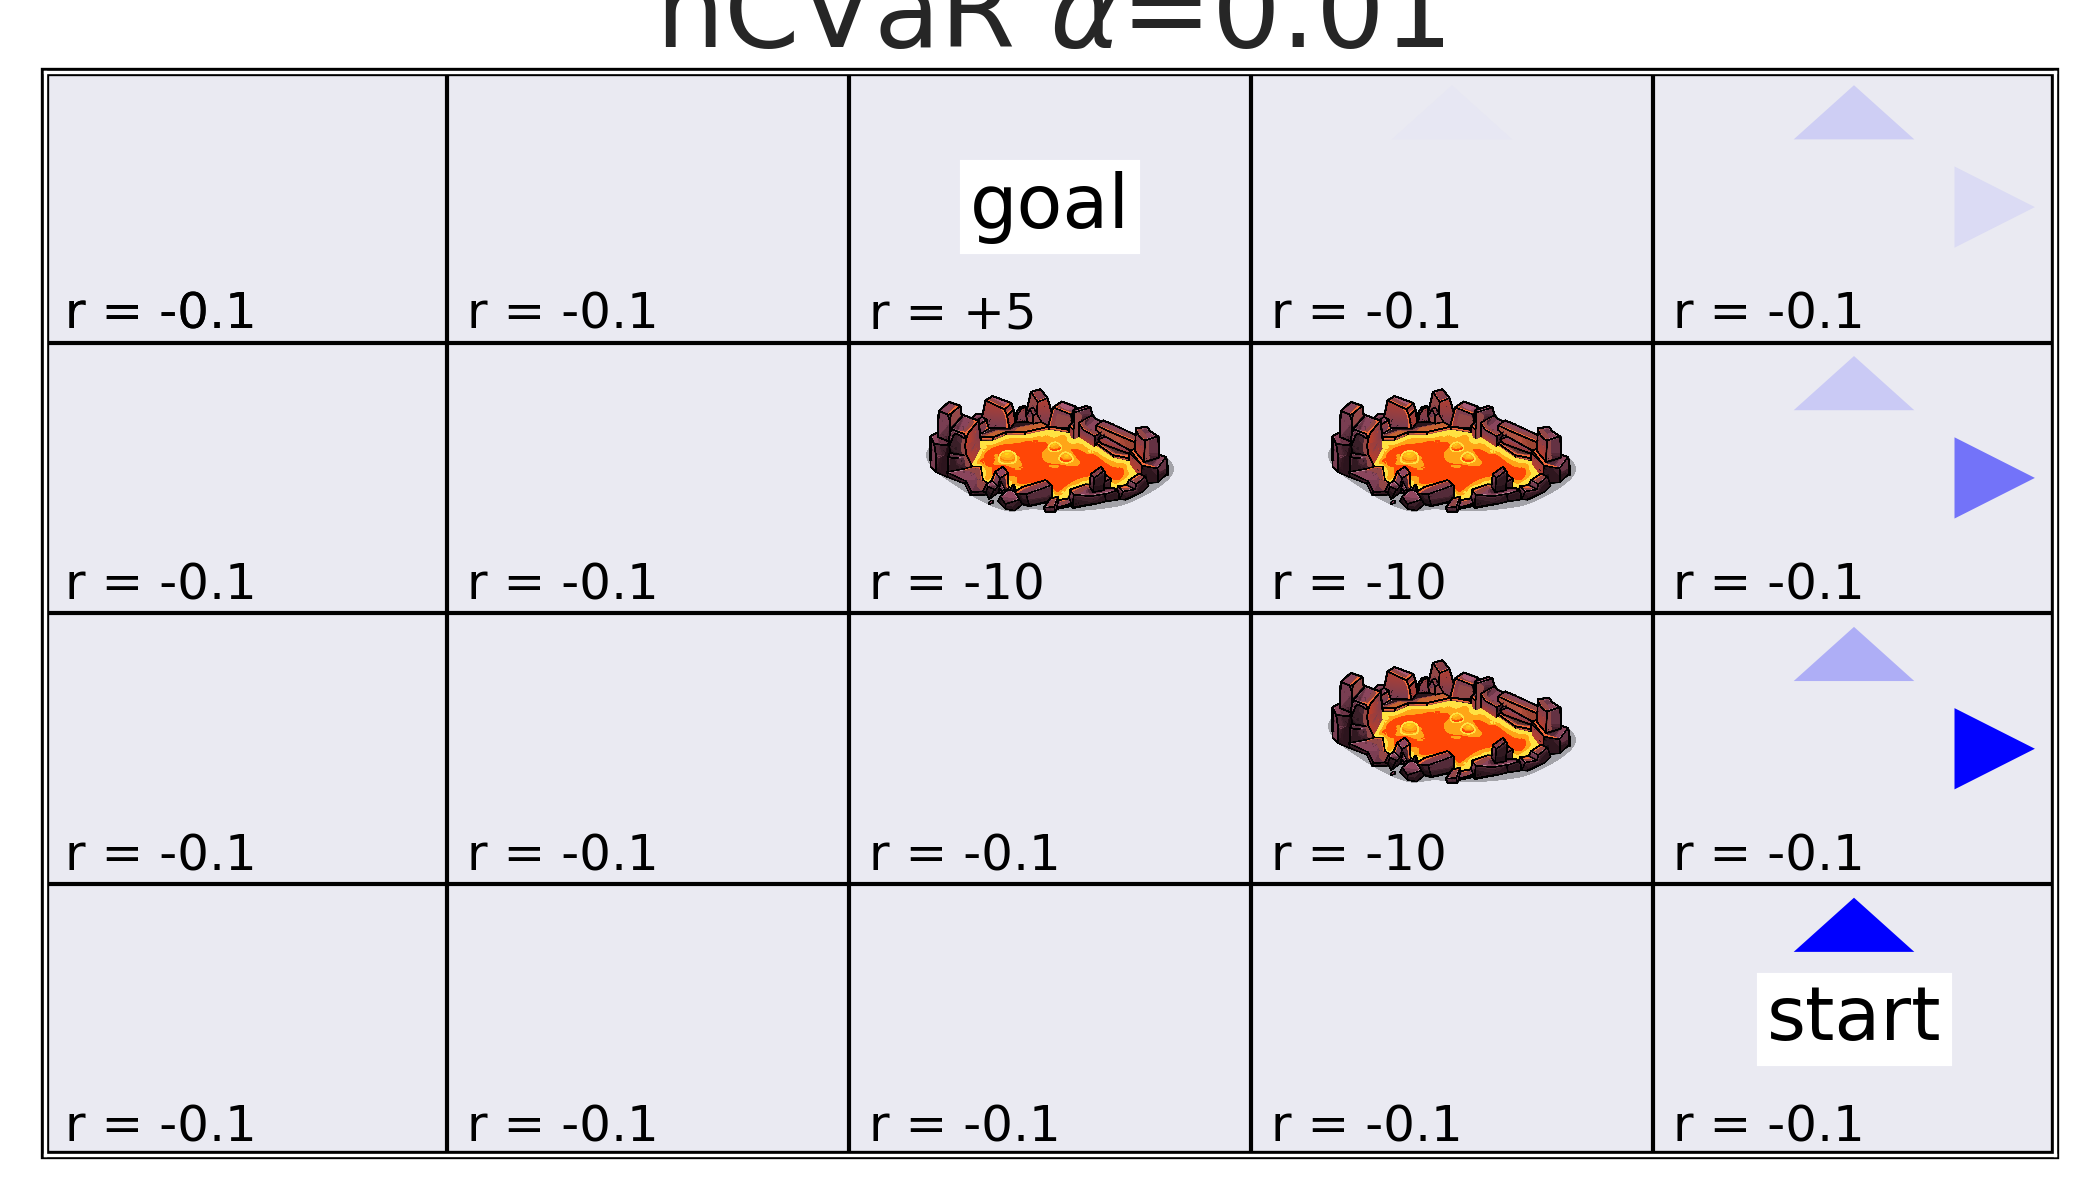 nCVaR α=0.01
goal
r = -0.1 r = -0.1 r = +5 r = -0.1 r = -0.1
r = -0.1 r = -0.1 r = -10 r = -10 r = -0.1
r = -0.1 r = -0.1 r = -0.1 r = -10 r = -0.1
start
r = -0.1 r = -0.1 r = -0.1 r = -0.1 r = -0.1